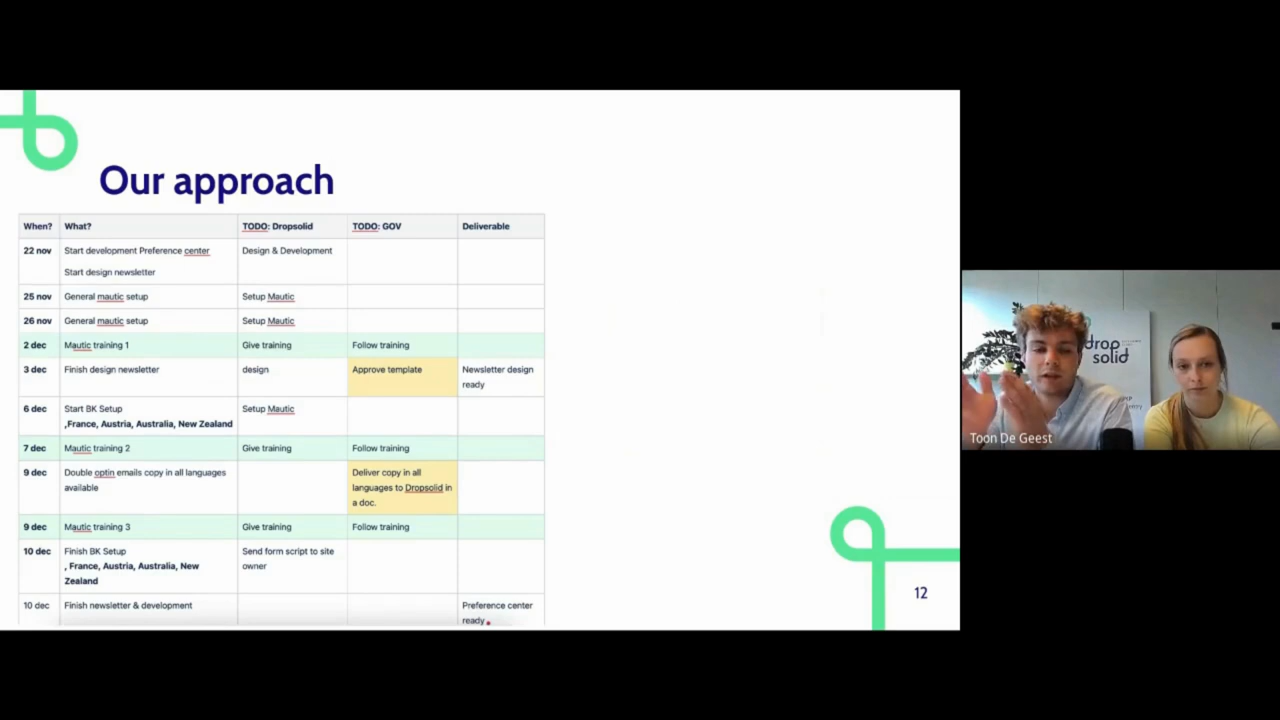 Our approach
When? What? TODO: Dropsolid TODO: GOV Deliverable
22 nov Start development Preference center Design & Development
Start design newsletter
25 nov General mautic setup Setup Mautic
26 nov General mautic setup Setup Mautic
2 dec Mautic training 1 Give training Follow training
3 dec Finish design newsletter design Approve template Newsletter design
ready
6 dec Start BK Setup Setup Mautic
,France, Austria, Australia, New Zealand
7 dec Mautic training 2 Give training Follow training
9 dec Double optin emails copy in all languages Deliver copy in all
available languages to Dropsolid in
a doc.
9 dec Mautic training 3 Give training Follow training
10 dec Finish BK Setup Send form script to site
, France, Austria, Australia, New owner
Zealand
10 dec Finish newsletter & development Preference center
ready
12
drop
solid
Toon De Geest